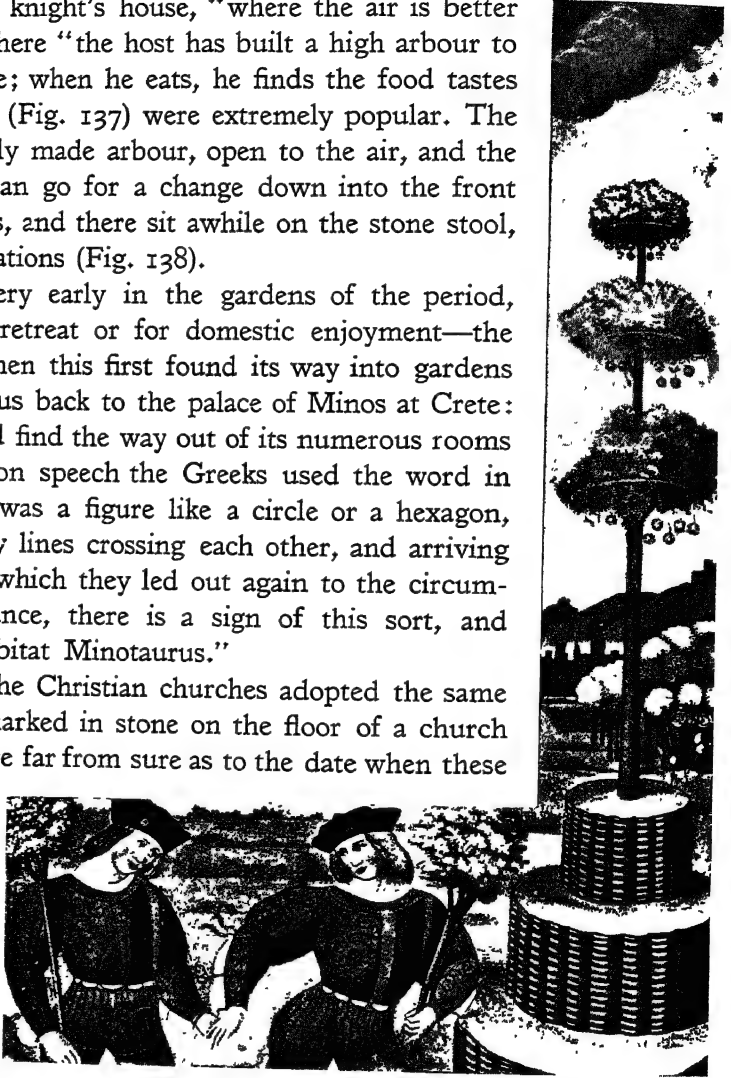 knight's house, "where the air is better
here "the host has built a high arbour to
e; when he eats, he finds the food tastes
(Fig. 137) were extremely popular. The
ly made arbour, open to the air, and the
an go for a change down into the front
s, and there sit awhile on the stone stool,
ations (Fig. 138).
ery early in the gardens of the period,
retreat or for domestic enjoyment—the
hen this first found its way into gardens
us back to the palace of Minos at Crete:
l find the way out of its numerous rooms
on speech the Greeks used the word in
was a figure like a circle or a hexagon,
y lines crossing each other, and arriving
which they led out again to the circum-
nce, there is a sign of this sort, and
bitat Minotaurus."
he Christian churches adopted the same
arked in stone on the floor of a church
e far from sure as to the date when these